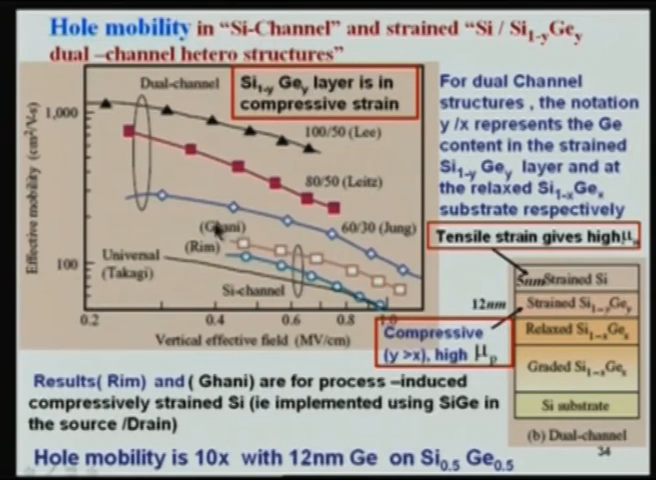 Hole mobility in “Si-Channel” and strained “Si / Si1-yGey
dual –channel hetero structures”
Dual-channel
Si1-y Gey layer is in
compressive strain
1,000
100
Effective mobility (cm²/V-s)
100/50 (Lee)
80/50 (Leitz)
60/30 (Jung)
(Ghani)
(Rim)
Universal
(Takagi)
Si-channel
0.2
0.4
0.6
0.8
1.0
Vertical effective field (MV/cm)
For dual Channel
structures , the notation
y /x represents the Ge
content in the strained
Si1-y Gey layer and at
the relaxed Si1-xGex
substrate respectively
Tensile strain gives high μn
5nm Strained Si
12nm
Strained Si1-yGey
Relaxed Si1-xGex
Graded Si1-xGex
Si substrate
(b) Dual-channel
Compressive
(y >x), high μp
34
Results( Rim) and ( Ghani) are for process –induced
compressively strained Si (ie implemented using SiGe in
the source /Drain)
Hole mobility is 10x with 12nm Ge on Si0.5 Ge0.5